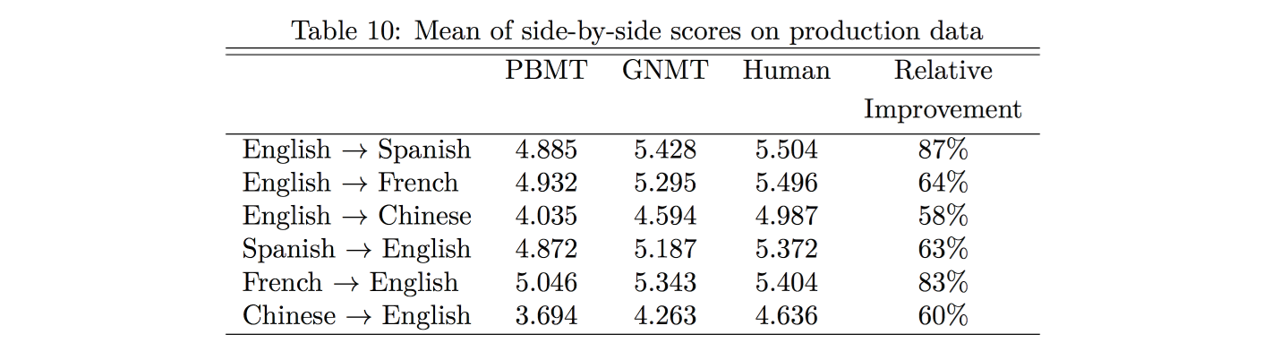 Table 10: Mean of side-by-side scores on production data
PBMT GNMT Human Relative
Improvement
English → Spanish 4.885 5.428 5.504 87%
English → French 4.932 5.295 5.496 64%
English → Chinese 4.035 4.594 4.987 58%
Spanish → English 4.872 5.187 5.372 63%
French → English 5.046 5.343 5.404 83%
Chinese → English 3.694 4.263 4.636 60%